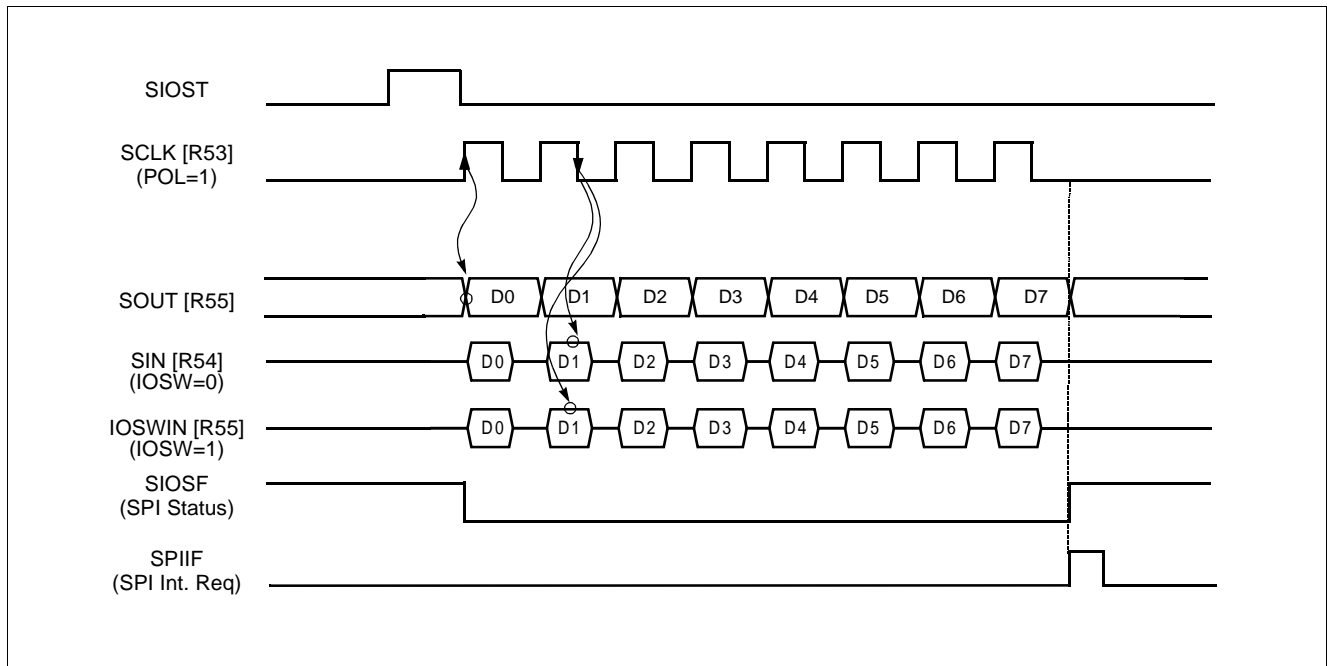 SIOST
SCLK [R53]
(POL=1)
SOUT [R55]
D0 D1 D2 D3 D4 D5 D6 D7
SIN [R54]
(IOSW=0)
D0 D1 D2 D3 D4 D5 D6 D7
IOSWIN [R55]
(IOSW=1)
D0 D1 D2 D3 D4 D5 D6 D7
SIOSF
(SPI Status)
SPIIF
(SPI Int. Req)